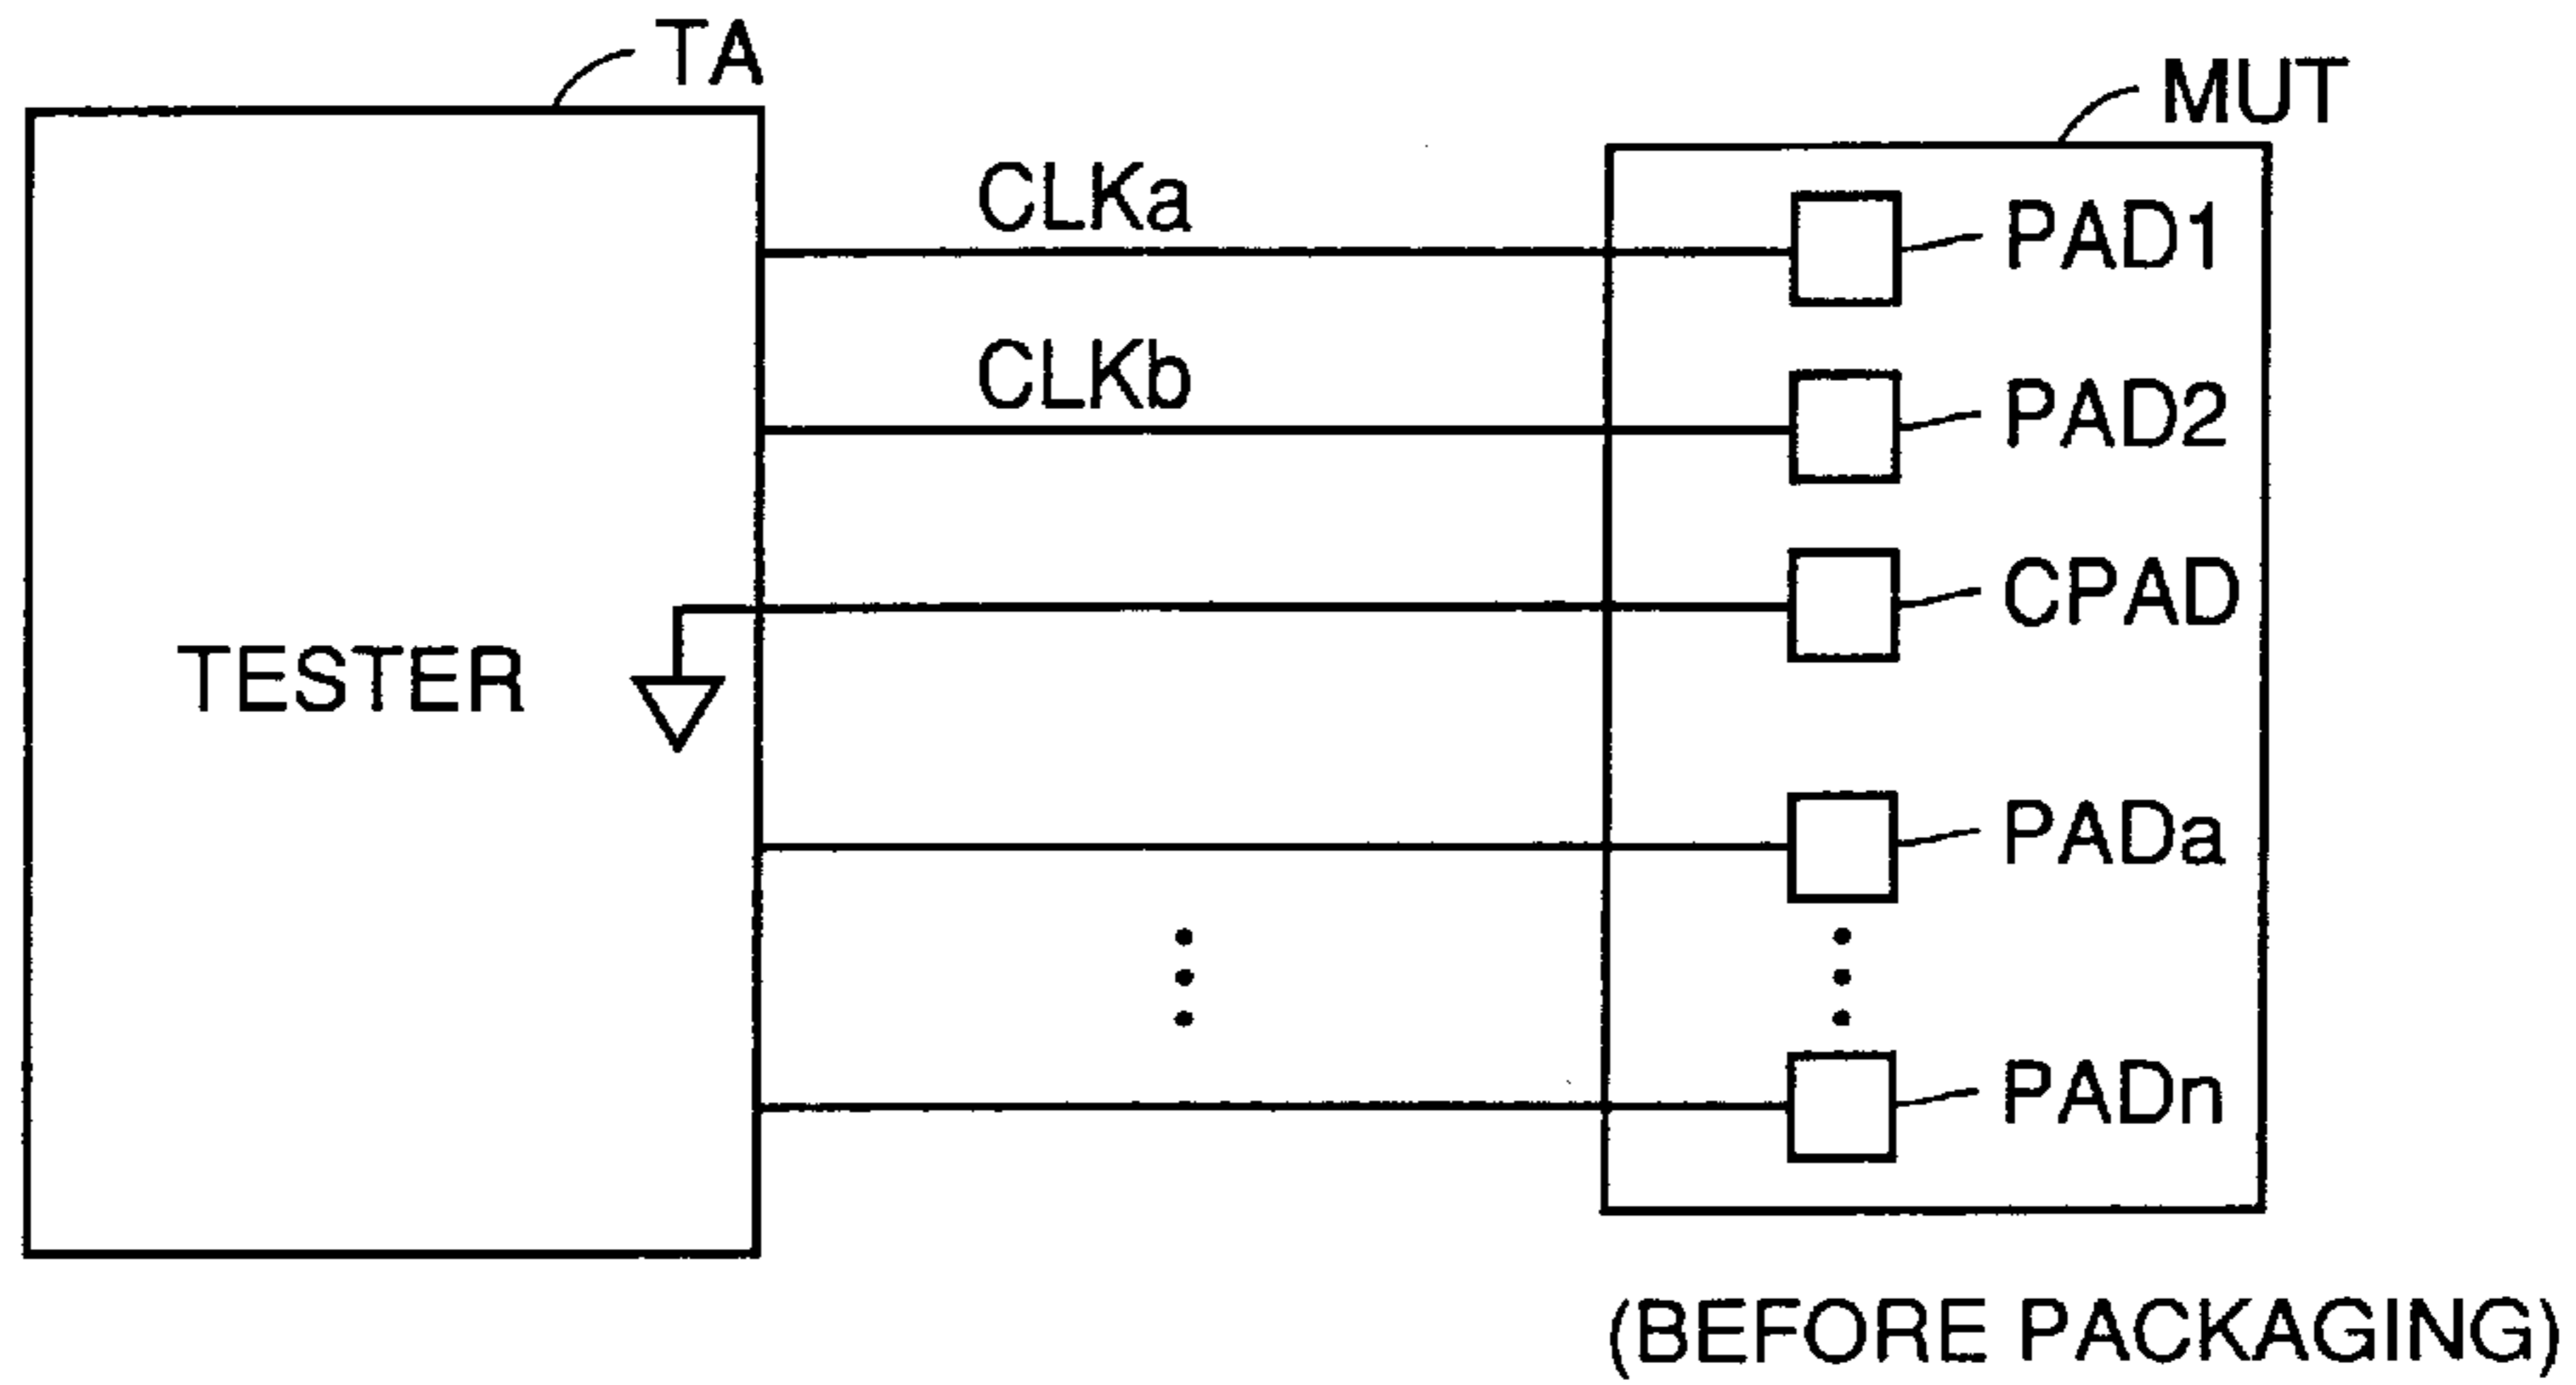 TA
MUT
CLKa
PAD1
CLKb
PAD2
CPAD
TESTER
PADa
PADn
(BEFORE PACKAGING)